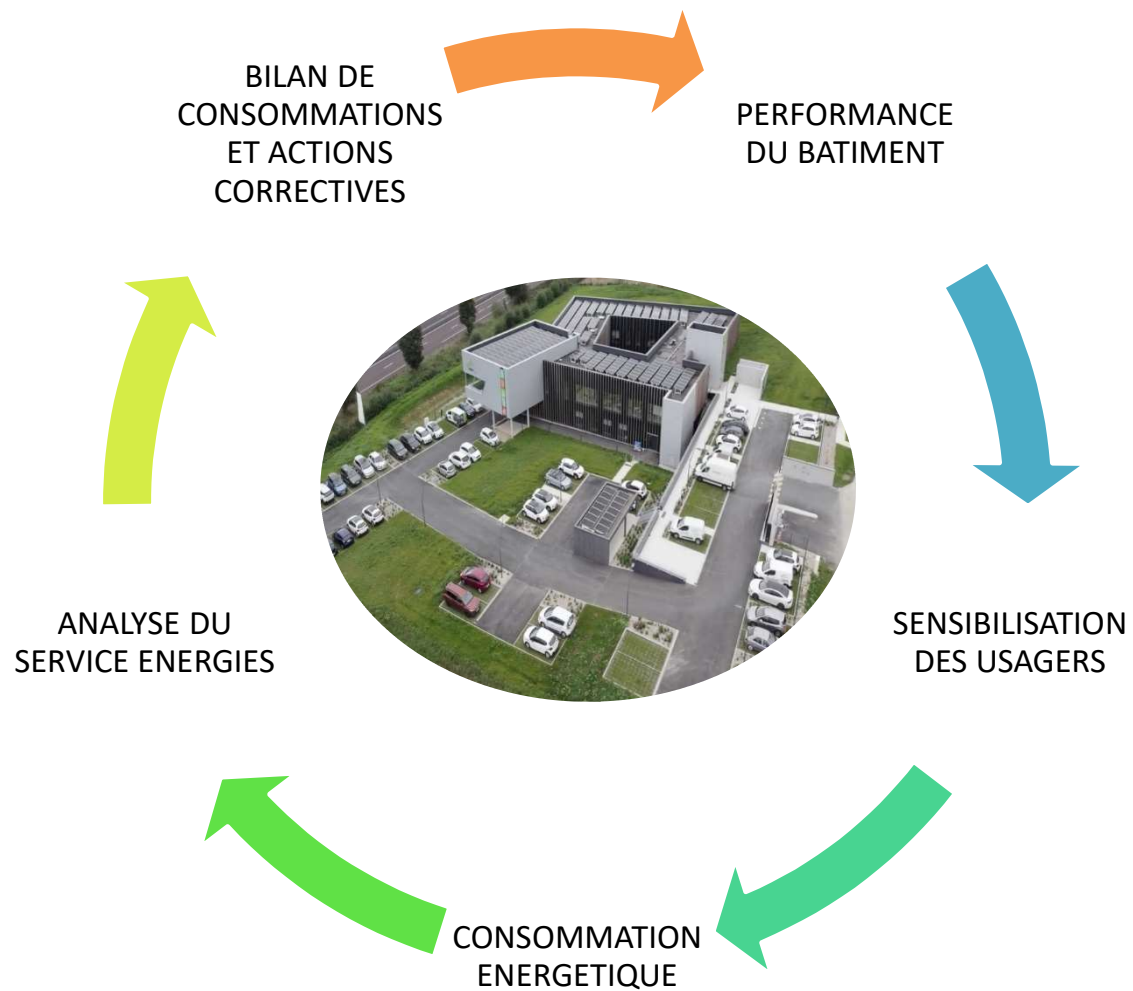 BILAN DE
CONSOMMATIONS
ET ACTIONS
CORRECTIVES
PERFORMANCE
DU BATIMENT
SENSIBILISATION
DES USAGERS
CONSOMMATION
ENERGETIQUE
ANALYSE DU
SERVICE ENERGIES